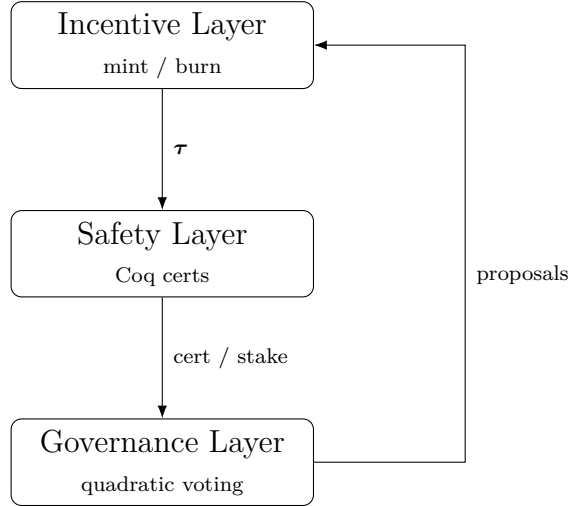 Incentive Layer
mint / burn
τ
Safety Layer
Coq certs
proposals
cert / stake
Governance Layer
quadratic voting